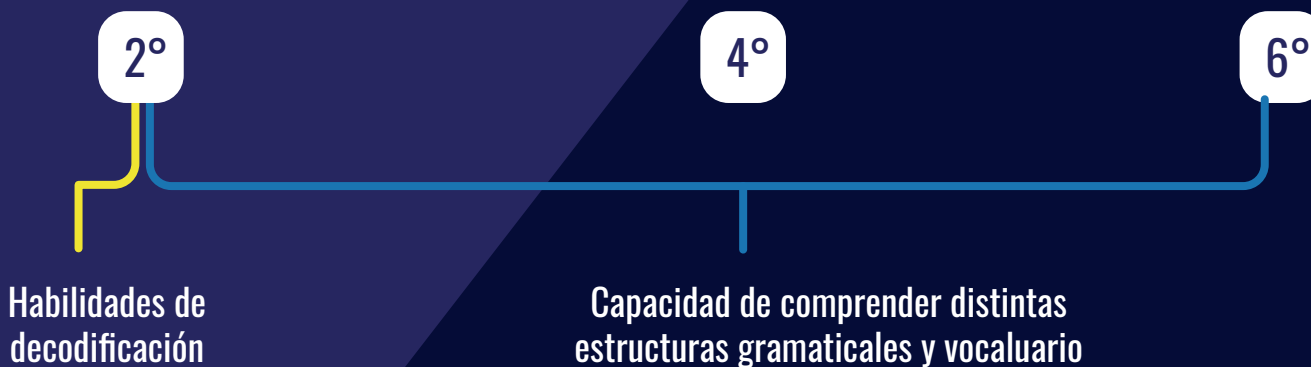 2°
4°
6°
Habilidades de
decodificación
Capacidad de comprender distintas
estructuras gramaticales y vocaluario